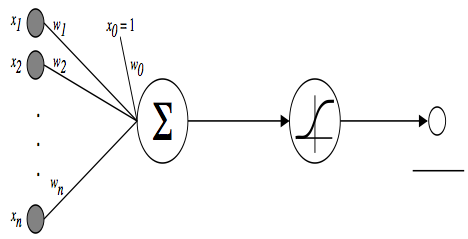 x1 w1
x0 = 1
x2 w2
w0
Σ
wn
xn